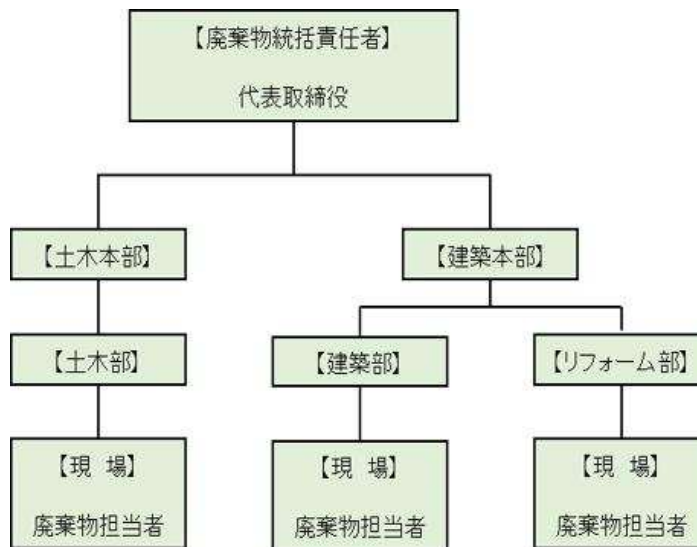 【廃棄物統括責任者】
代表取締役
【土木本部】
【建築本部】
【土木部】
【建築部】
【リフォーム部】
【現 場】
廃棄物担当者
【現 場】
廃棄物担当者
【現 場】
廃棄物担当者